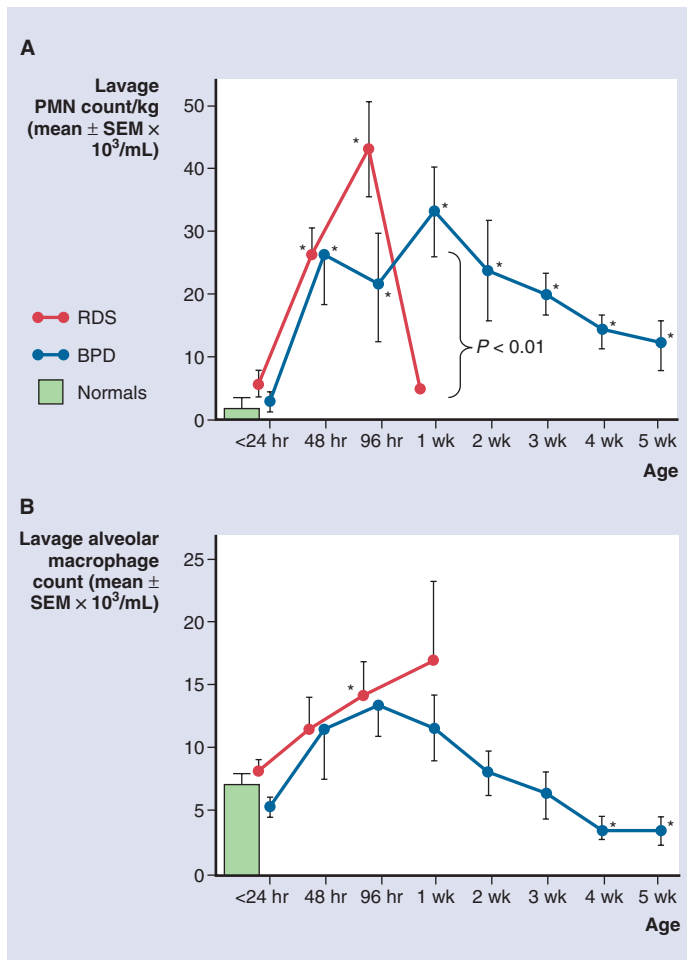 A
Lavage
PMN count/kg
(mean ± SEM ×
10³/mL)
50
40
30
20
10
0
*
*
*
*
*
*
*
*
*
P < 0.01
RDS
BPD
Normals
<24 hr 48 hr 96 hr 1 wk 2 wk 3 wk 4 wk 5 wk
Age
B
Lavage alveolar
macrophage
count (mean ±
SEM × 10³/mL)
25
20
15
10
5
0
*
*
*
<24 hr 48 hr 96 hr 1 wk 2 wk 3 wk 4 wk 5 wk
Age